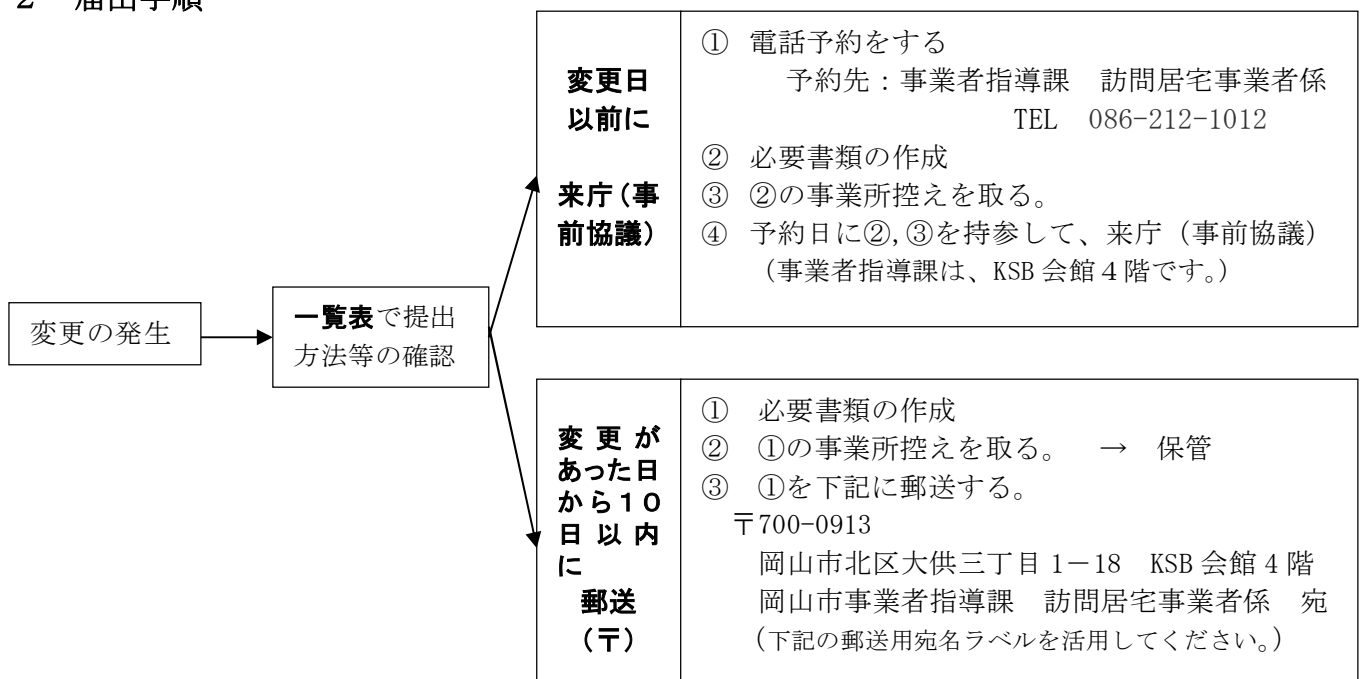 2 届出手順
変更の発生
一覧表で提出
方法等の確認
変更日
以前に
来庁（事
前協議）
① 電話予約をする
予約先：事業者指導課 訪問居宅事業者係
TEL 086-212-1012
② 必要書類の作成
③ ②の事業所控えを取る。
④ 予約日に②,③を持参して、来庁（事前協議）
（事業者指導課は、KSB会館４階です。）
変更が
あった日
から１０
日以内
に
郵送
（〒）
① 必要書類の作成
② ①の事業所控えを取る。 → 保管
③ ①を下記に郵送する。
〒700-0913
岡山市北区大供三丁目1－18 KSB会館4階
岡山市事業者指導課 訪問居宅事業者係 宛
（下記の郵送用宛名ラベルを活用してください。）